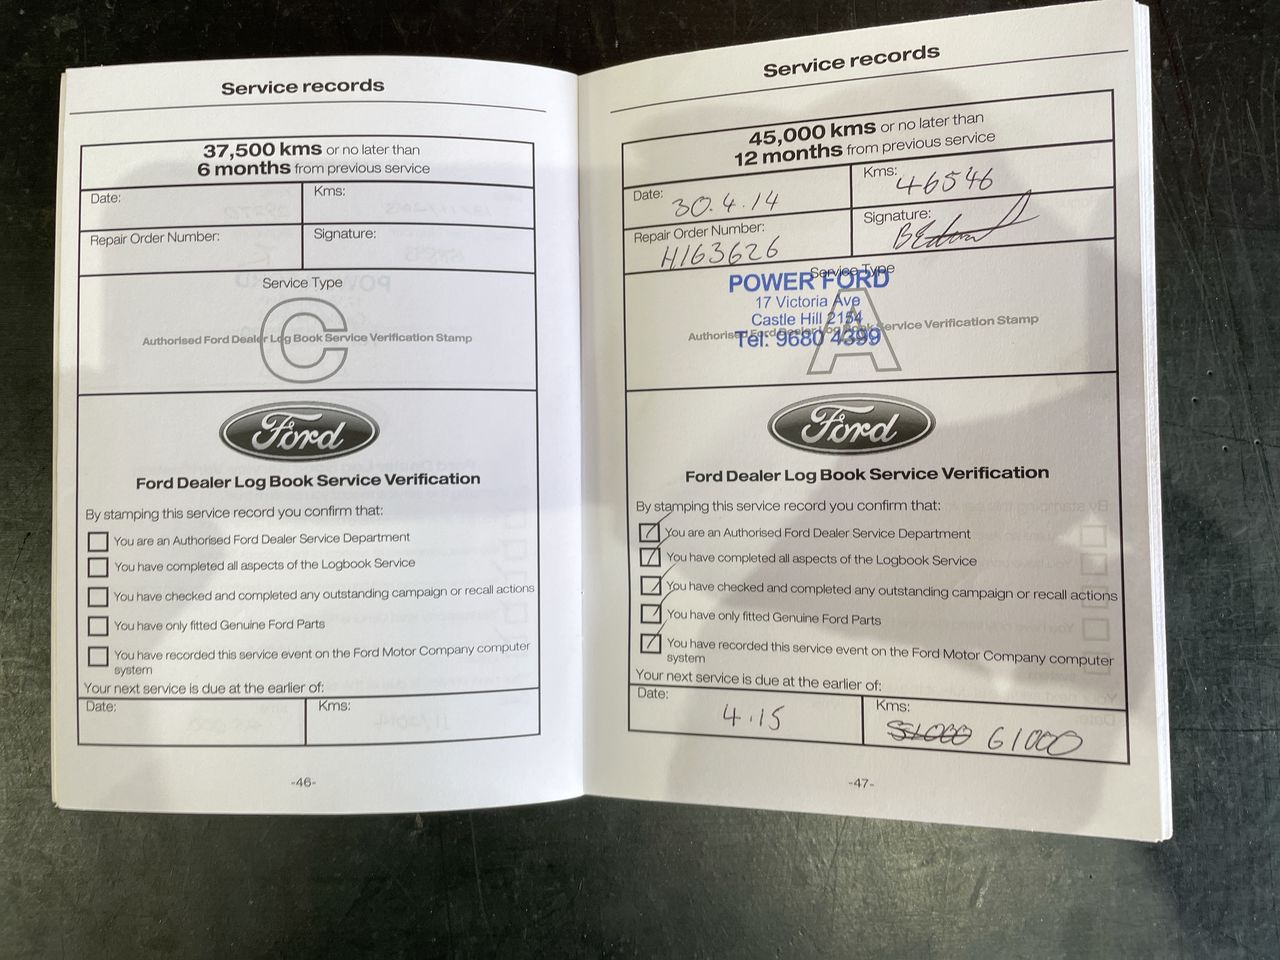 Service records
37,500 kms or no later than
6 months from previous service
Date:
Kms:
Repair Order Number:
Signature:
Service Type
C
Authorised Ford Dealer Log Book Service Verification Stamp
Ford
Ford Dealer Log Book Service Verification
By stamping this service record you confirm that:
You are an Authorised Ford Dealer Service Department
You have completed all aspects of the Logbook Service
You have checked and completed any outstanding campaign or recall actions
You have only fitted Genuine Ford Parts
You have recorded this service event on the Ford Motor Company computer
system
Your next service is due at the earlier of:
Date:
Kms:
-46-
Service records
45,000 kms or no later than
12 months from previous service
Date: 30.4.14
Kms: 46546
Repair Order Number: H163626
Signature:
Service Type
POWER FORD
17 Victoria Ave
Castle Hill 2154
Tel: 9680 4399
A
Authorised Ford Dealer Log Book Service Verification Stamp
Ford
Ford Dealer Log Book Service Verification
By stamping this service record you confirm that:
You are an Authorised Ford Dealer Service Department
You have completed all aspects of the Logbook Service
You have checked and completed any outstanding campaign or recall actions
You have only fitted Genuine Ford Parts
You have recorded this service event on the Ford Motor Company computer
system
Your next service is due at the earlier of:
Date: 4.15
Kms: 61000
-47-